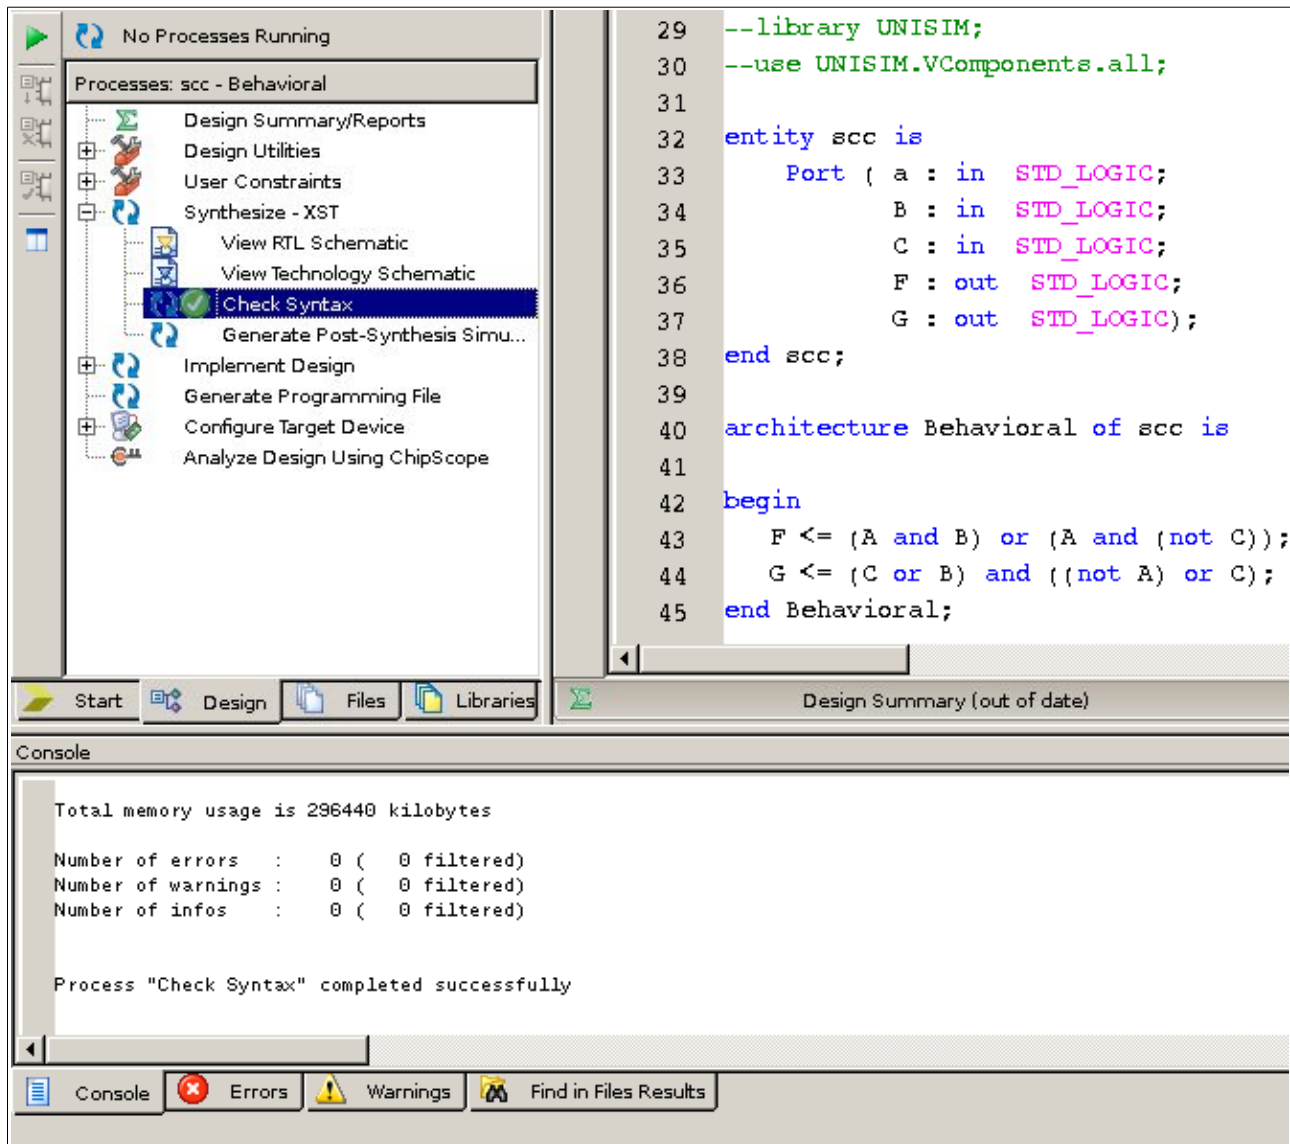 No Processes Running
Processes: scc - Behavioral
Design Summary/Reports
Design Utilities
User Constraints
Synthesize - XST
View RTL Schematic
View Technology Schematic
Check Syntax
Generate Post-Synthesis Simu...
Implement Design
Generate Programming File
Configure Target Device
Analyze Design Using ChipScope
Start
Design
Files
Libraries
29 --library UNISIM;
30 --use UNISIM.VComponents.all;
31
32 entity scc is
33 Port ( a : in STD_LOGIC;
34 B : in STD_LOGIC;
35 C : in STD_LOGIC;
36 F : out STD_LOGIC;
37 G : out STD_LOGIC);
38 end scc;
39
40 architecture Behavioral of scc is
41
42 begin
43 F <= (A and B) or (A and (not C));
44 G <= (C or B) and ((not A) or C);
45 end Behavioral;
Design Summary (out of date)
Console
Total memory usage is 296440 kilobytes
Number of errors : 0 ( 0 filtered)
Number of warnings : 0 ( 0 filtered)
Number of infos : 0 ( 0 filtered)
Process "Check Syntax" completed successfully
Console
Errors
Warnings
Find in Files Results